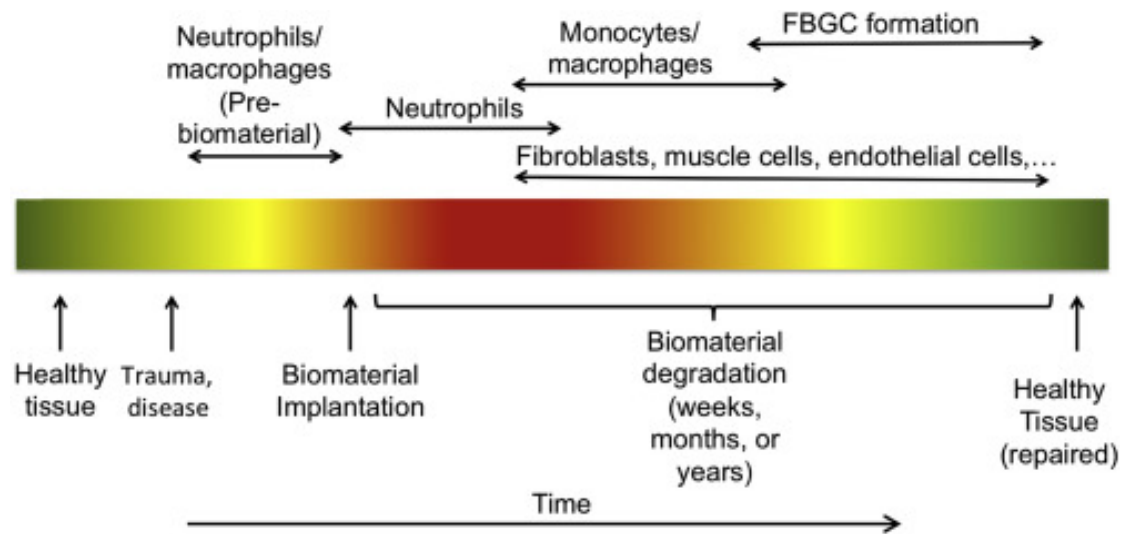 Neutrophils/
macrophages
(Pre-
biomaterial)
Neutrophils
Monocytes/
macrophages
FBGC formation
Fibroblasts, muscle cells, endothelial cells,...
Healthy
tissue
Trauma,
disease
Biomaterial
Implantation
Biomaterial
degradation
(weeks,
months, or
years)
Healthy
Tissue
(repaired)
Time